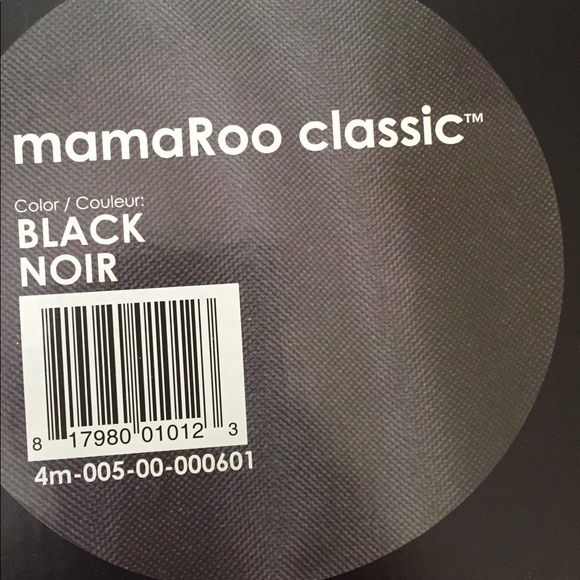 mamaRoo classic™
Color / Couleur:
BLACK
NOIR
8 17980 01012 3
4m-005-00-000601